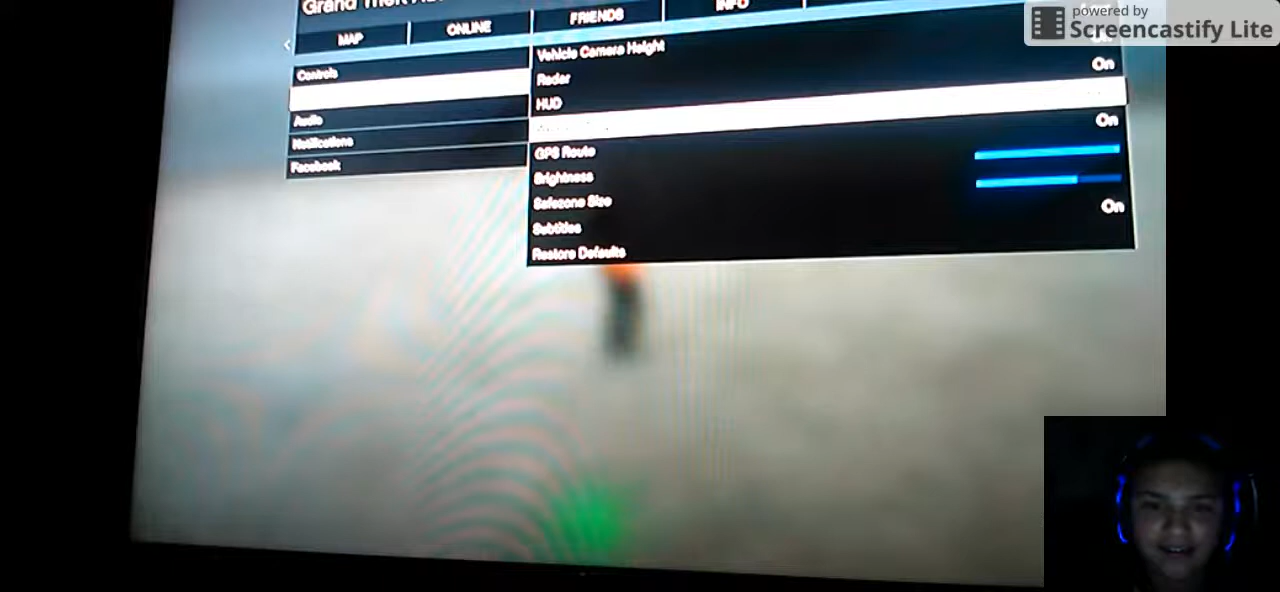 powered by
Screencastify Lite
Grand Theft
MAP
ONLINE
FRIENDS
INFO
Controls
Audio
Notifications
Facebook
Vehicle Camera Height
Radar On
HUD
GPS Route On
Brightness
Safezone Size
Subtitles On
Restore Defaults